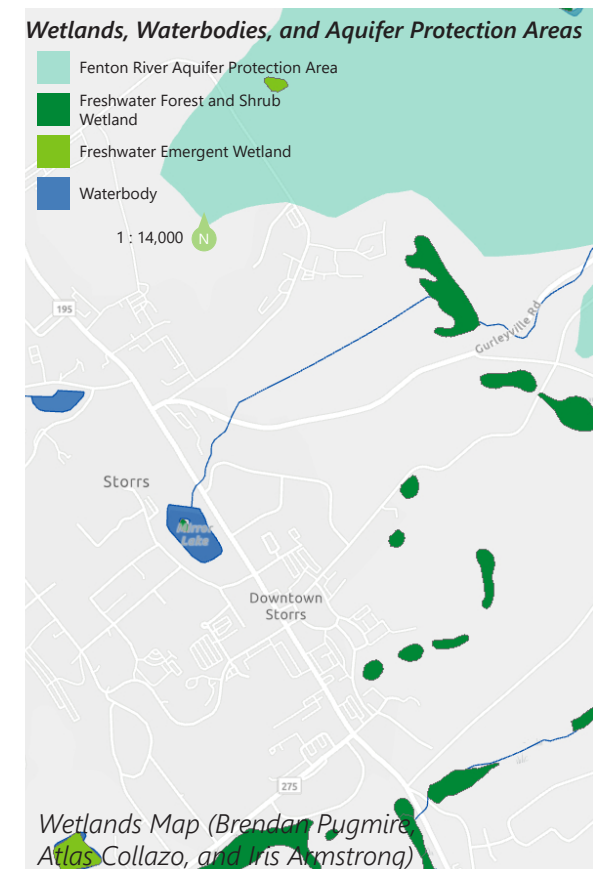 Wetlands, Waterbodies, and Aquifer Protection Areas
Fenton River Aquifer Protection Area
Freshwater Forest and Shrub
Wetland
Freshwater Emergent Wetland
Waterbody
1 : 14,000
N
195
Gurleyville Rd
Storrs
Mirror
Lake
Downtown
Storrs
275
Wetlands Map (Brendan Pugmire,
Atlas Collazo, and Iris Armstrong)